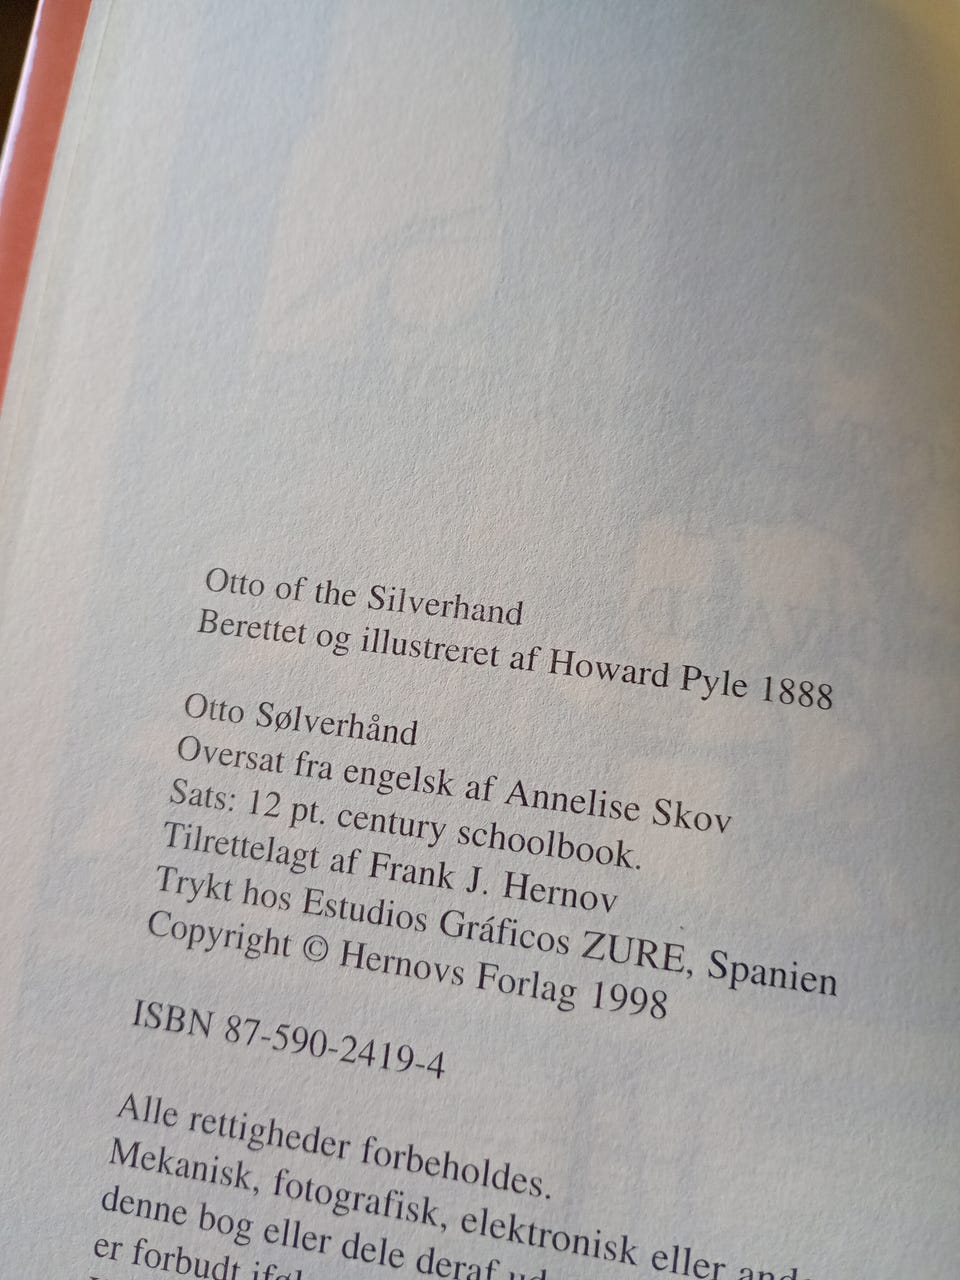 Otto of the Silverhand
Berettet og illustreret af Howard Pyle 1888
Otto Sølverhånd
Oversat fra engelsk af Annelise Skov
Sats: 12 pt. century schoolbook.
Tilrettelagt af Frank J. Hernov
Trykt hos Estudios Gráficos ZURE, Spanien
Copyright © Hernovs Forlag 1998
ISBN 87-590-2419-4
Alle rettigheder forbeholdes.
Mekanisk, fotografisk, elektronisk eller
denne bog eller dele deraf
er forbudt